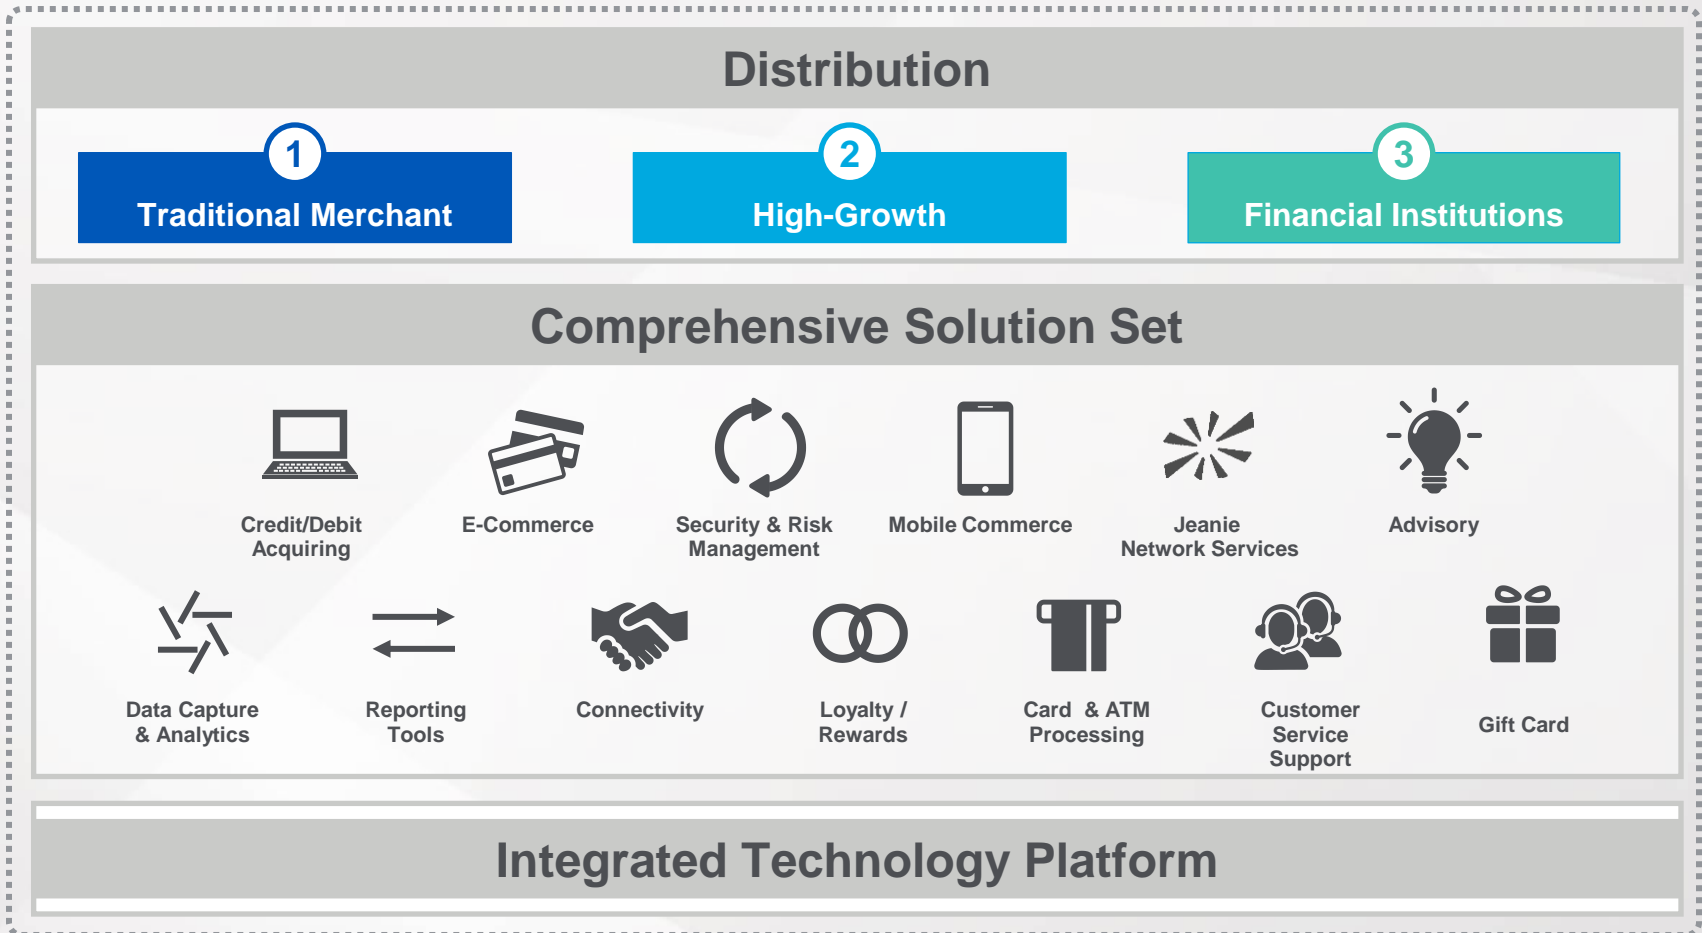 Distribution
1
2
3
Traditional Merchant
High-Growth
Financial Institutions
Comprehensive Solution Set
Credit/Debit
Acquiring
E-Commerce
Security & Risk
Management
Mobile Commerce
Jeanie
Network Services
Advisory
Data Capture
& Analytics
Reporting
Tools
Connectivity
Loyalty /
Rewards
Card & ATM
Processing
Customer
Service
Support
Gift Card
Integrated Technology Platform